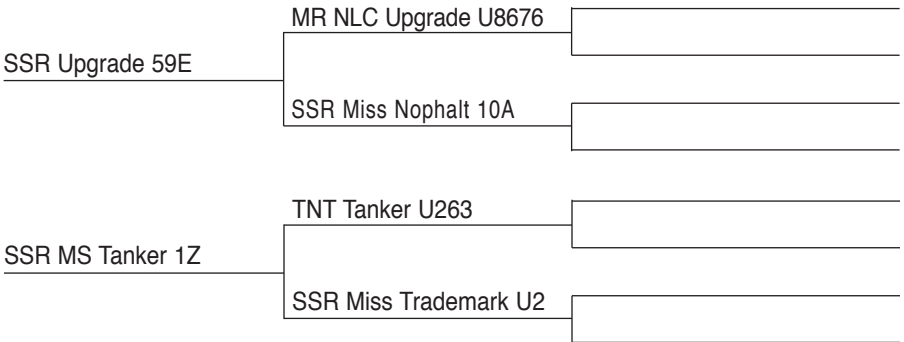 MR NLC Upgrade U8676
SSR Upgrade 59E
SSR Miss Nophalt 10A
TNT Tanker U263
SSR MS Tanker 1Z
SSR Miss Trademark U2